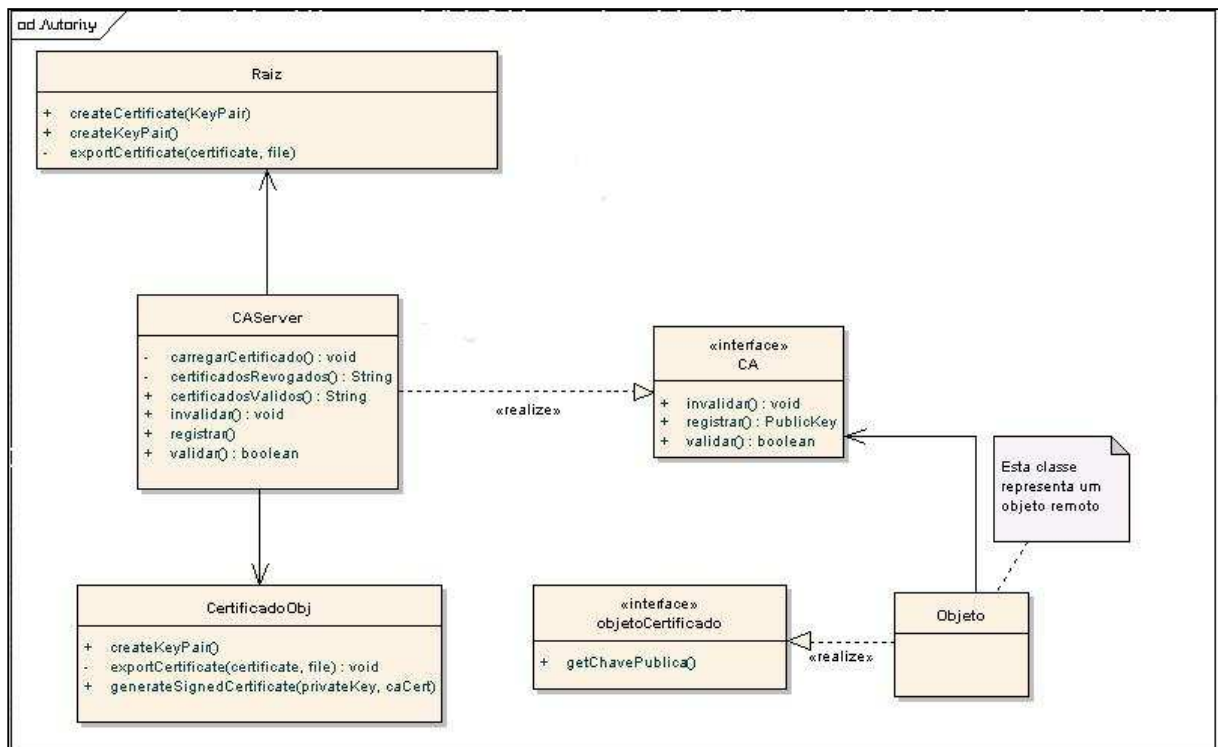 od Autority
Raiz
+ createCertificate(KeyPair)
+ createKeyPair()
- exportCertificate(certificate, file)
CAServer
- carregarCertificado() : void
- certificadosRevogados() : String
+ certificadosValidos() : String
+ invalidar() : void
+ registrar()
+ validar() : boolean
«realize»
«interface»
CA
+ invalidar() : void
+ registrar() : PublicKey
+ validar() : boolean
Esta classe
representa um
objeto remoto
CertificadoObj
+ createKeyPair()
- exportCertificate(certificate, file) : void
+ generateSignedCertificate(privateKey, caCert)
«interface»
objetoCertificado
+ getChavePublica()
«realize»
Objeto